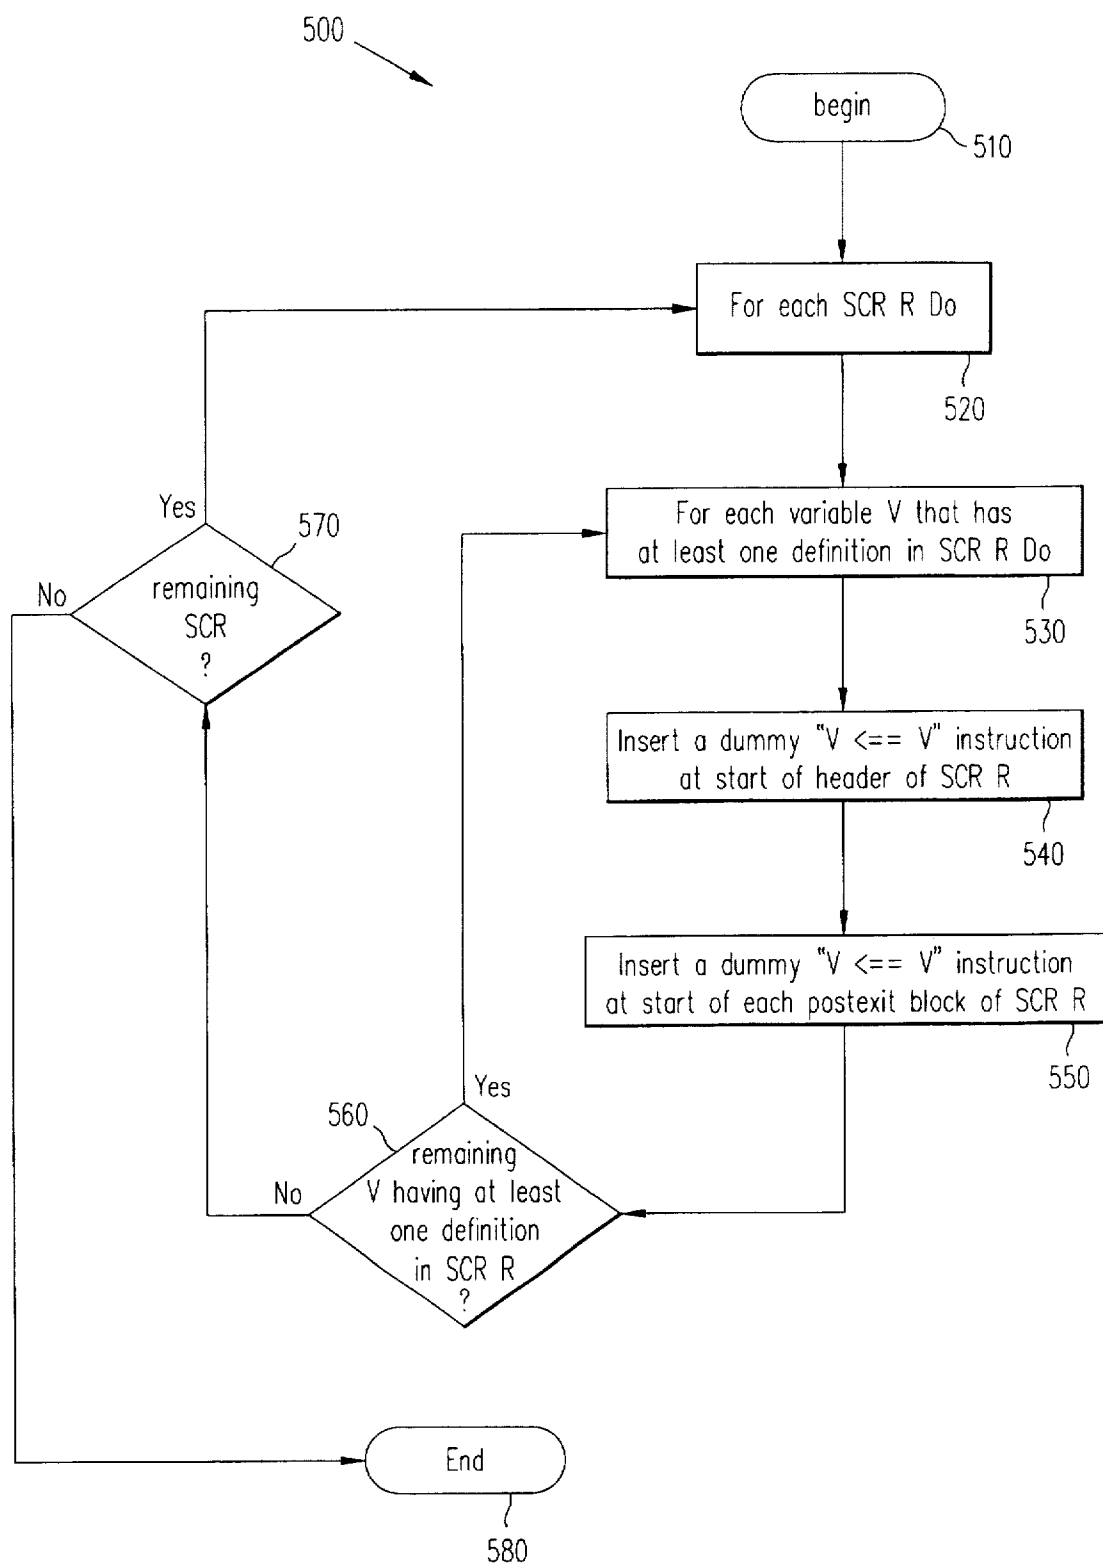 500
begin
510
For each SCR R Do
520
Yes
570
For each variable V that has
at least one definition in SCR R Do
No
remaining
SCR
?
530
Insert a dummy "V <== V" instruction
at start of header of SCR R
540
Insert a dummy "V <== V" instruction
at start of each postexit block of SCR R
550
Yes
560
remaining
V having at least
one definition
in SCR R
?
No
End
580